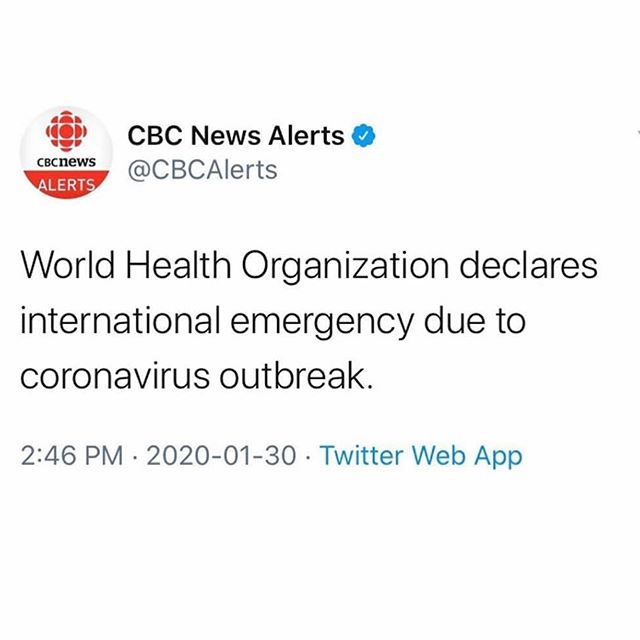 CBCnews
ALERTS
CBC News Alerts
@CBCAlerts
World Health Organization declares
international emergency due to
coronavirus outbreak.
2:46 PM · 2020-01-30 · Twitter Web App